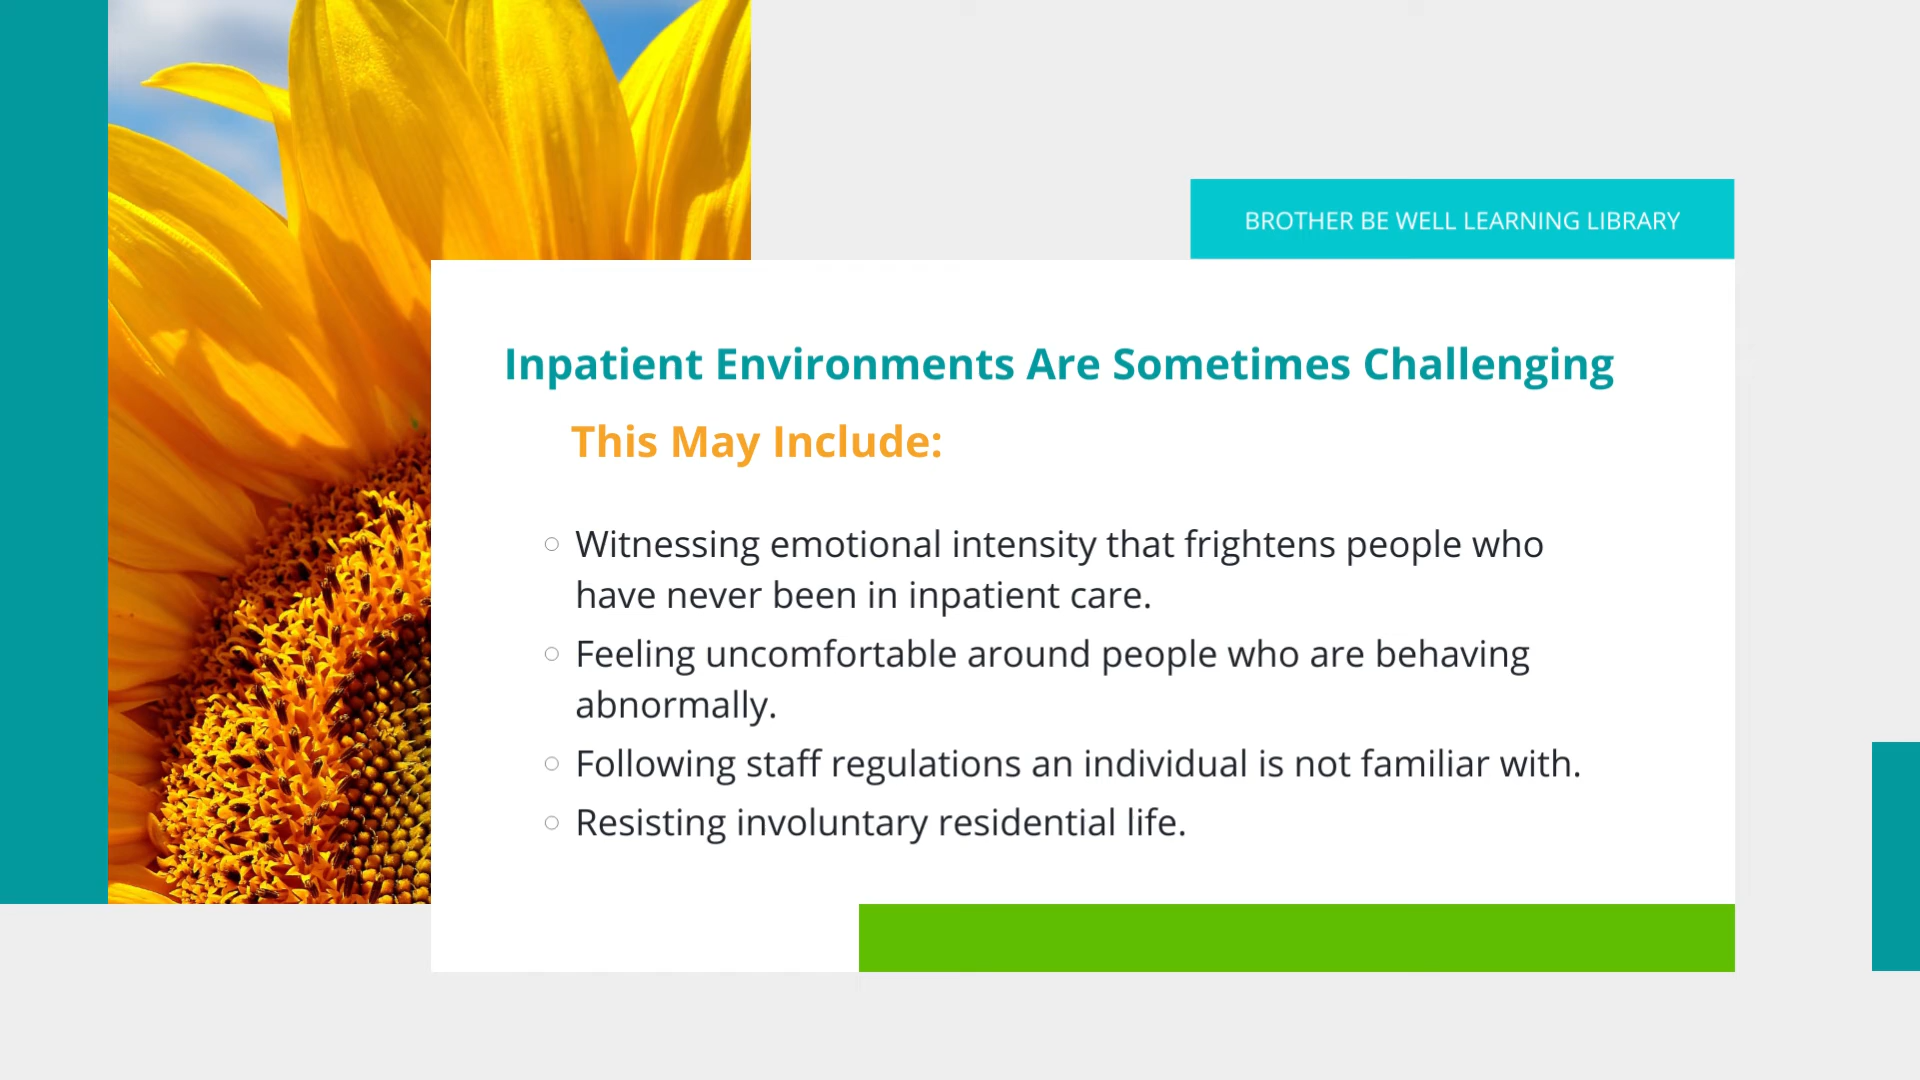 BROTHER BE WELL LEARNING LIBRARY
Inpatient Environments Are Sometimes Challenging
This May Include:
○ Witnessing emotional intensity that frightens people who
have never been in inpatient care.
○ Feeling uncomfortable around people who are behaving
abnormally.
○ Following staff regulations an individual is not familiar with.
○ Resisting involuntary residential life.